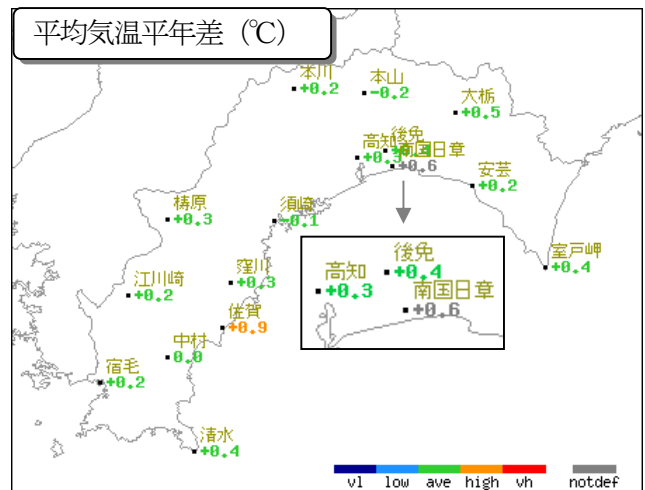 平均気温平年差（℃）
本川
+0.2
本山
-0.2
大栃
+0.5
高知
+0.3
後免
+0.4
南国日章
+0.6
安芸
+0.2
梼原
+0.3
須崎
-0.1
室戸岬
+0.4
江川崎
+0.2
窪川
+0.3
佐賀
+0.9
中村
0.0
宿毛
+0.2
清水
+0.4
後免
+0.4
高知
+0.3
南国日章
+0.6
vl low ave high vh notdef